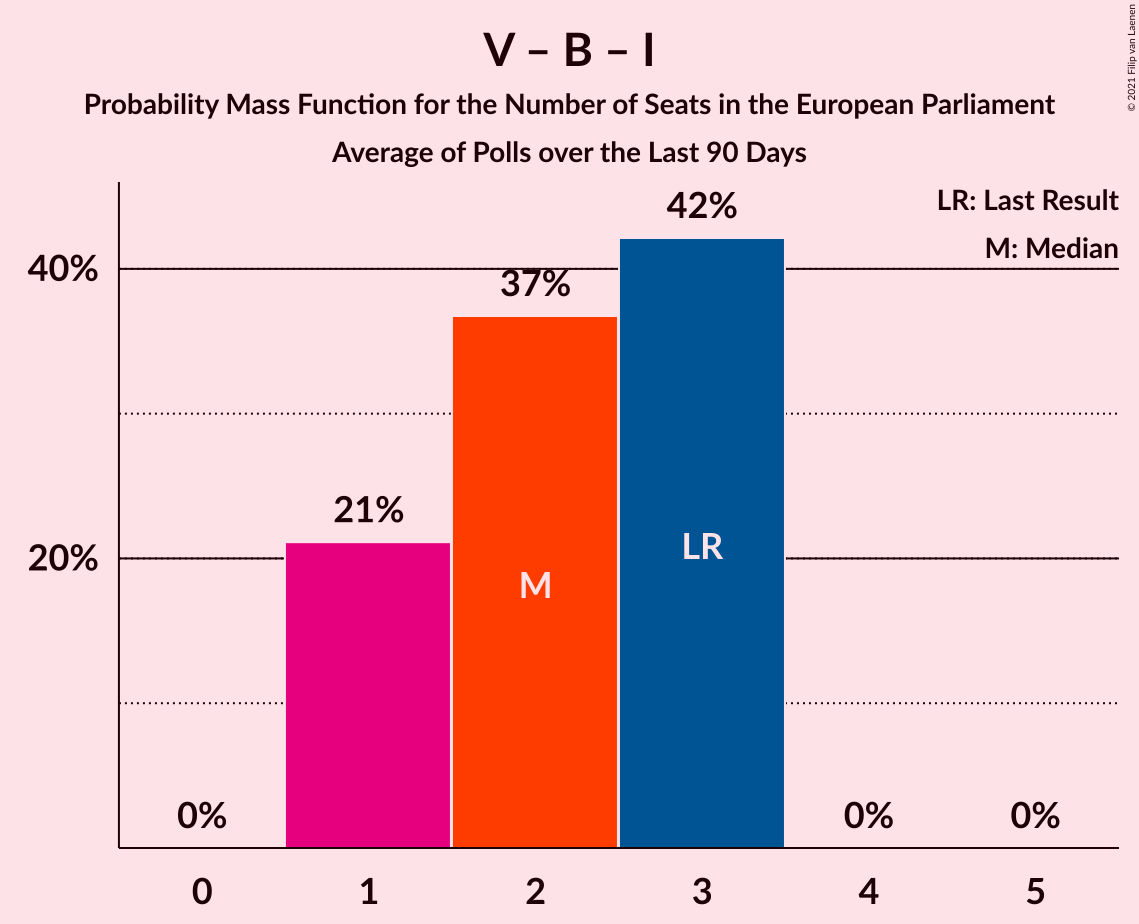 V – B – I
Probability Mass Function for the Number of Seats in the European Parliament
Average of Polls over the Last 90 Days
© 2021 Filip van Laenen
LR: Last Result
M: Median
42%
40%
37%
21%
20%
LR
M
0%
0%
0%
0
1
2
3
4
5